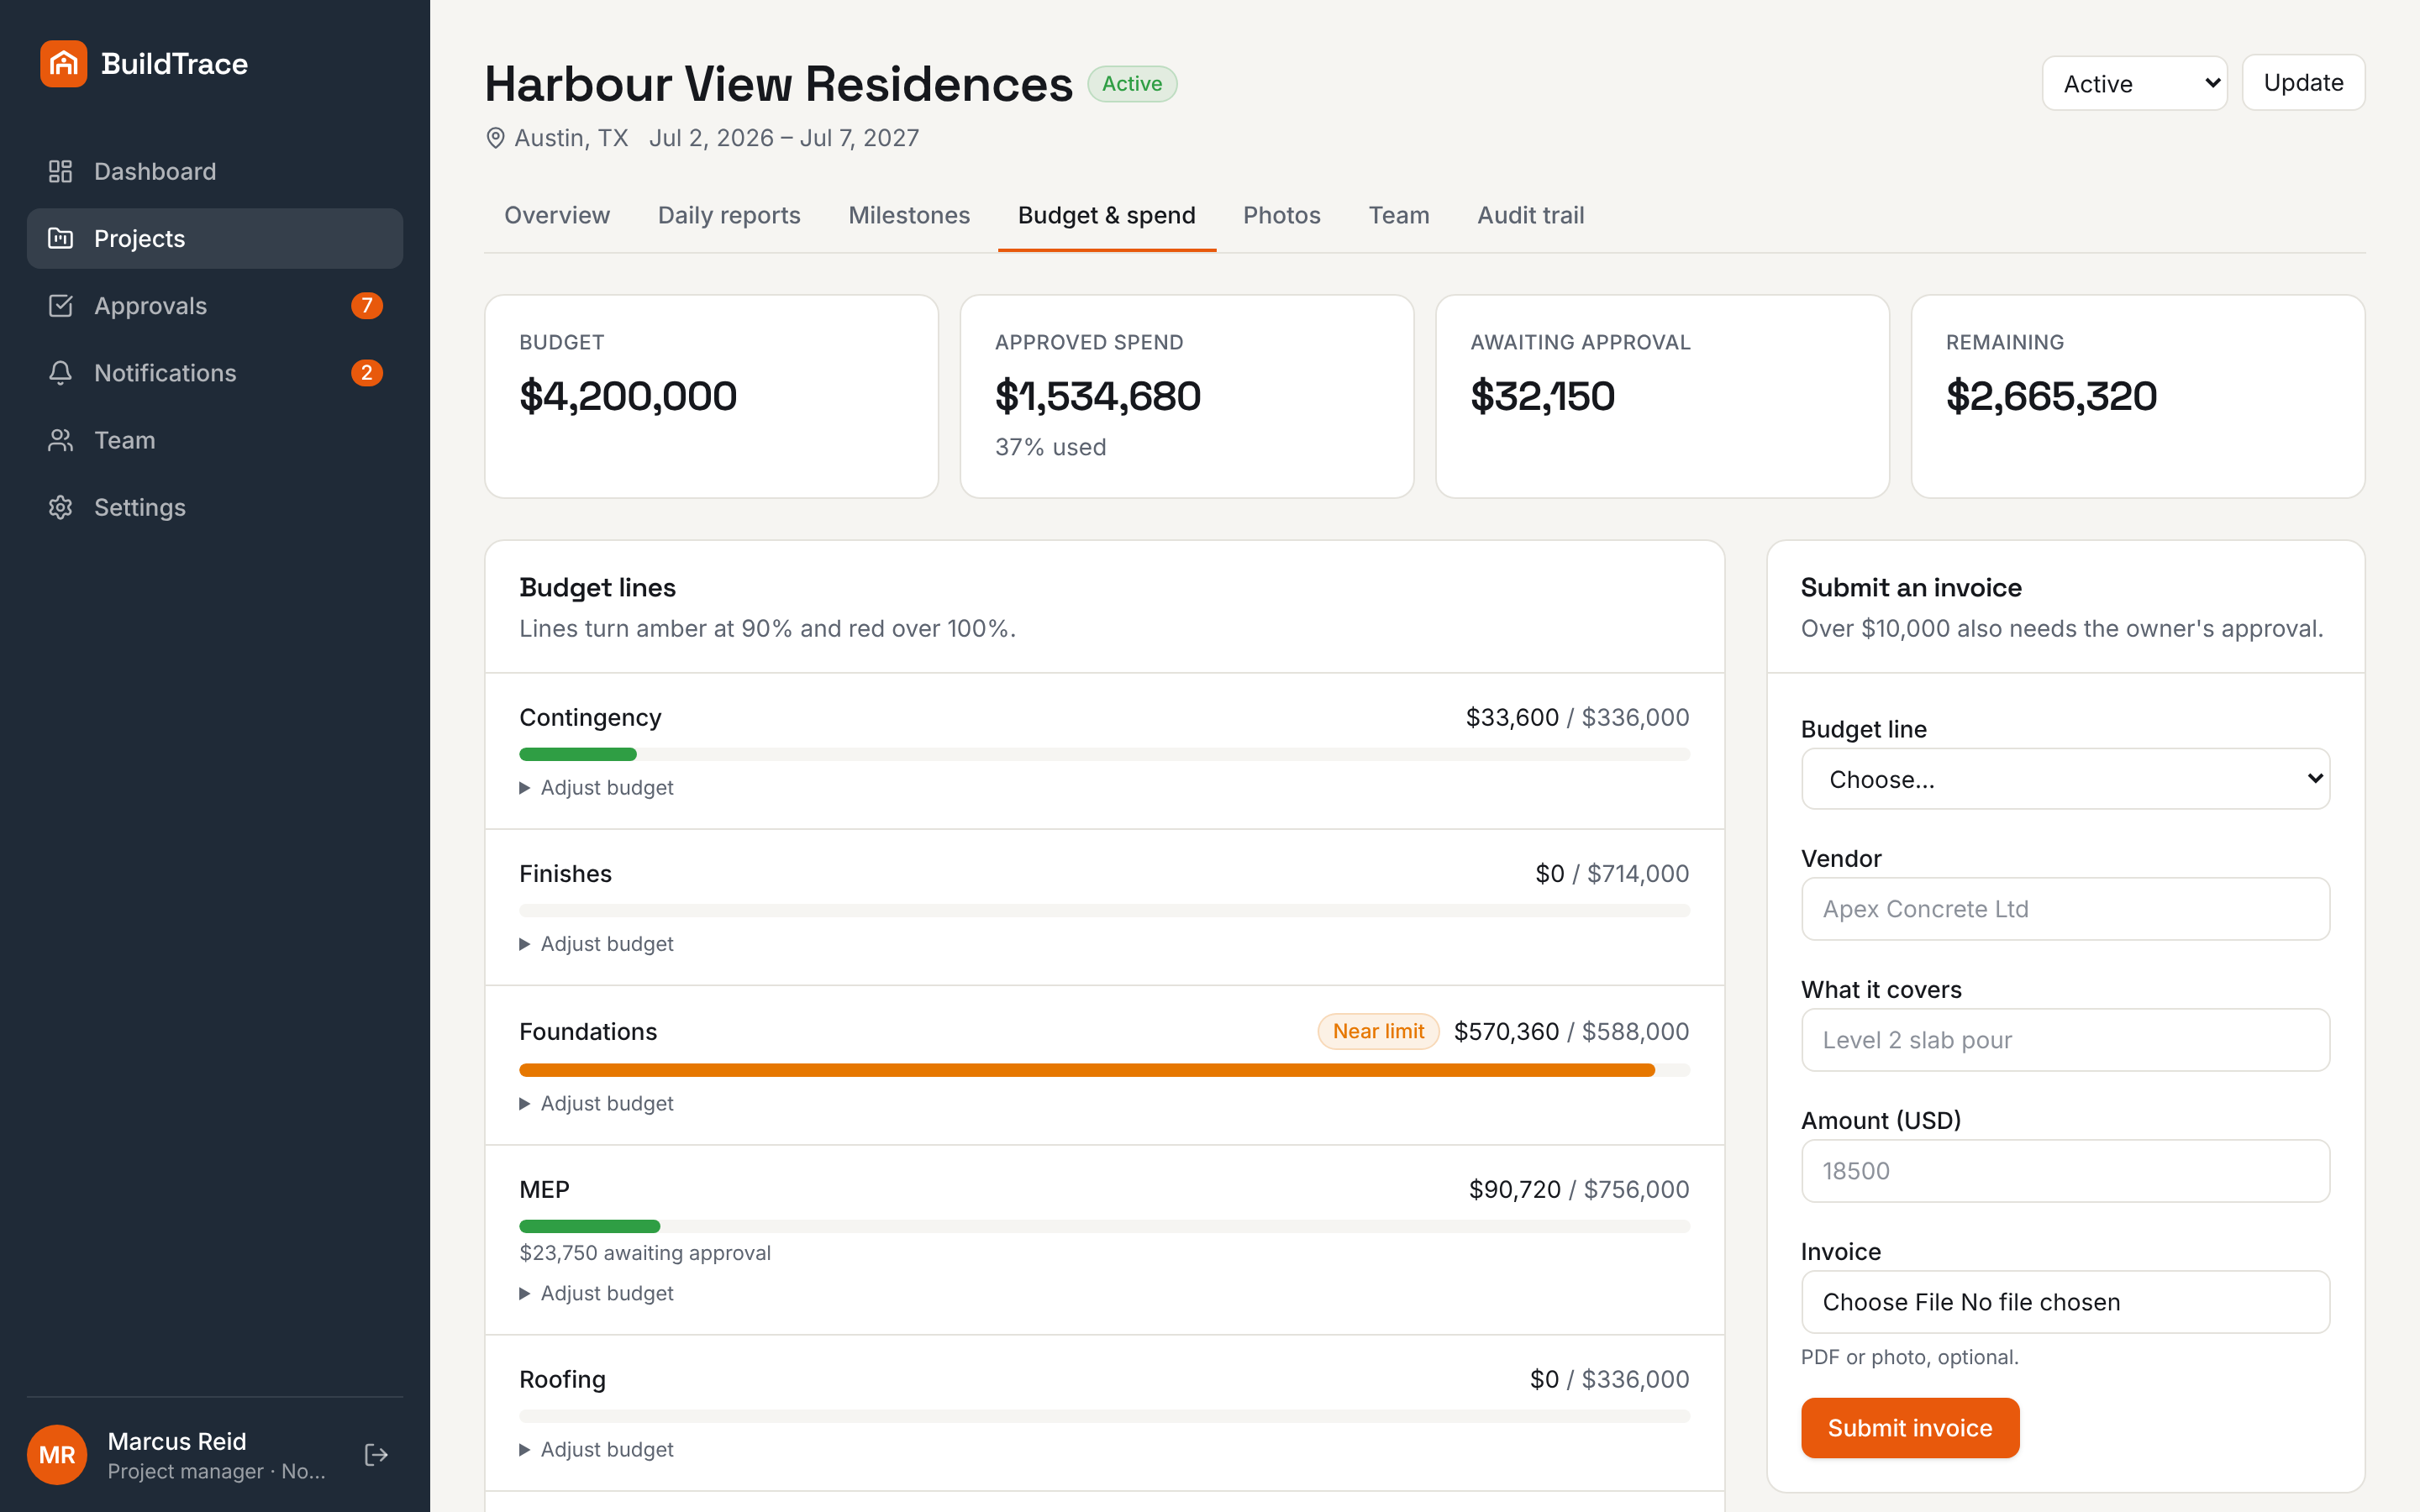 BuildTrace
Dashboard
Projects
Approvals 7
Notifications 2
Team
Settings
MR
Marcus Reid
Project manager · No...
Harbour View Residences Active
Austin, TX Jul 2, 2026 – Jul 7, 2027
Active
Update
Overview Daily reports Milestones Budget & spend Photos Team Audit trail
BUDGET
$4,200,000
APPROVED SPEND
$1,534,680
37% used
AWAITING APPROVAL
$32,150
REMAINING
$2,665,320
Budget lines
Lines turn amber at 90% and red over 100%.
Contingency $33,600 / $336,000
Adjust budget
Finishes $0 / $714,000
Adjust budget
Foundations Near limit $570,360 / $588,000
Adjust budget
MEP $90,720 / $756,000
$23,750 awaiting approval
Adjust budget
Roofing $0 / $336,000
Adjust budget
Submit an invoice
Over $10,000 also needs the owner's approval.
Budget line
Choose...
Vendor
Apex Concrete Ltd
What it covers
Level 2 slab pour
Amount (USD)
18500
Invoice
Choose File No file chosen
PDF or photo, optional.
Submit invoice